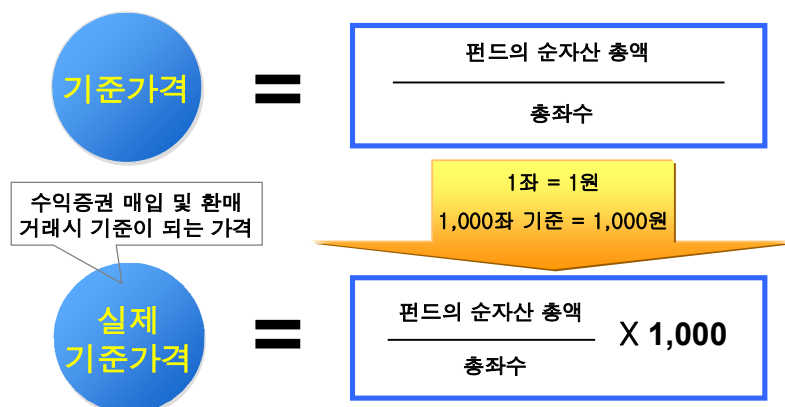 기준가격
=
펀드의 순자산 총액
총좌수
1좌 = 1원
1,000좌 기준 = 1,000원
수익증권 매입 및 환매
거래시 기준이 되는 가격
실제
기준가격
=
펀드의 순자산 총액
총좌수
X 1,000